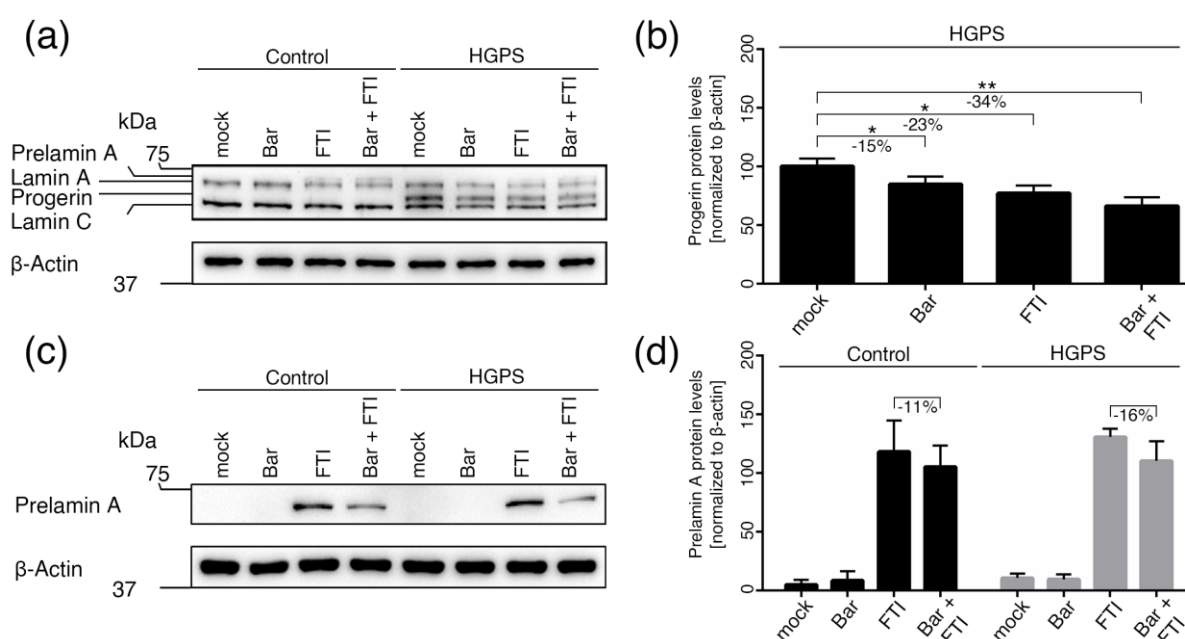 (a)
Control HGPS
mock Bar FTI Bar + FTI mock Bar FTI Bar + FTI
kDa
Prelamin A 75
Lamin A
Progerin
Lamin C
β-Actin
37
(b)
HGPS
Progerin protein levels
[normalized to β-actin]
200
150
100
50
0
**
-34%
*
-23%
*
-15%
mock Bar FTI Bar +
FTI
(c)
Control HGPS
mock Bar FTI Bar + FTI mock Bar FTI Bar + FTI
kDa
75
Prelamin A
β-Actin
37
(d)
Control HGPS
Prelamin A protein levels
[normalized to β-actin]
200
150
100
50
0
-11% -16%
mock Bar FTI Bar + FTI mock Bar FTI Bar + FTI